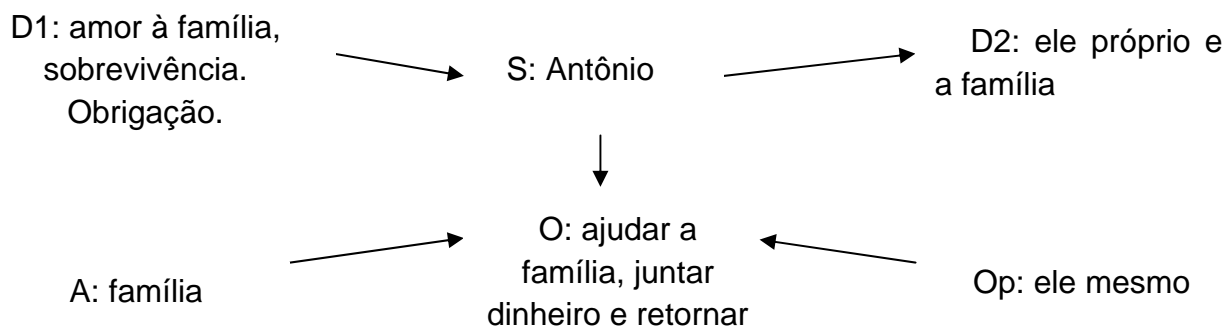 D1: amor à família,
sobrevivência.
Obrigação.
S: Antônio
D2: ele próprio e
a família
A: família
O: ajudar a
família, juntar
dinheiro e retornar
Op: ele mesmo